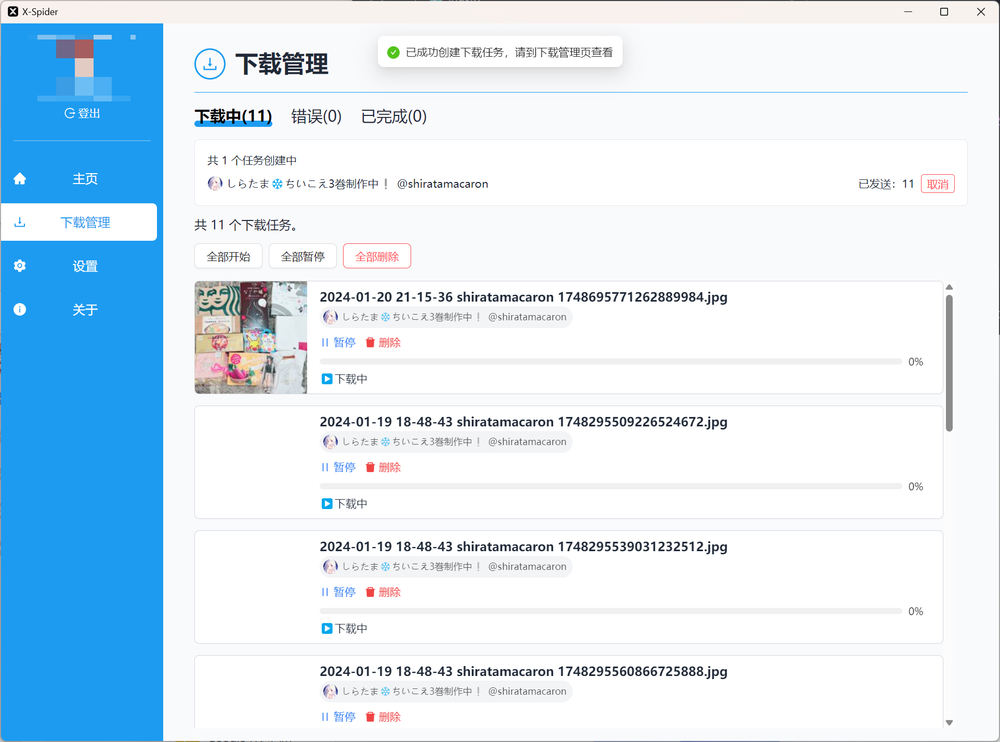 X-Spider
登出
主页
下载管理
设置
关于
下载管理
已成功创建下载任务，请到下载管理页查看
下载中(11) 错误(0) 已完成(0)
共 1 个任务创建中
しらたま❄️ちいこえ3巻制作中❕ @shiratamacaron 已发送：11 取消
共 11 个下载任务。
全部开始 全部暂停 全部删除
2024-01-20 21-15-36 shiratamacaron 1748695771262889984.jpg
しらたま❄️ちいこえ3巻制作中❕ @shiratamacaron
暂停 删除
0%
下载中
2024-01-19 18-48-43 shiratamacaron 1748295509226524672.jpg
しらたま❄️ちいこえ3巻制作中❕ @shiratamacaron
暂停 删除
0%
下载中
2024-01-19 18-48-43 shiratamacaron 1748295539031232512.jpg
しらたま❄️ちいこえ3巻制作中❕ @shiratamacaron
暂停 删除
0%
下载中
2024-01-19 18-48-43 shiratamacaron 1748295560866725888.jpg
しらたま❄️ちいこえ3巻制作中❕ @shiratamacaron
暂停 删除